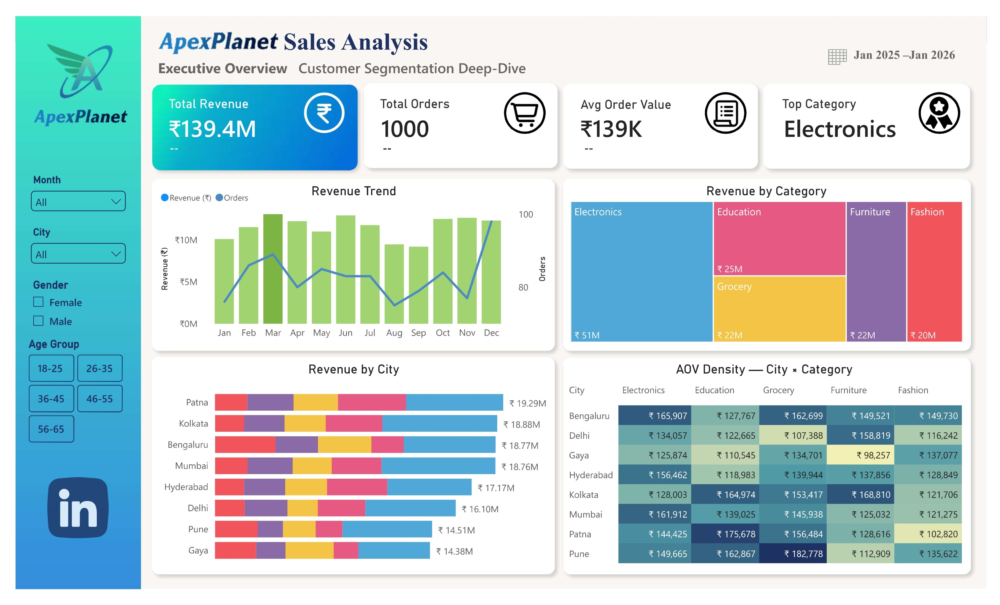 ApexPlanet
Month
All
City
All
Gender
Female
Male
Age Group
18-25 26-35
36-45 46-55
56-65
in
ApexPlanet Sales Analysis
Executive Overview Customer Segmentation Deep-Dive
Jan 2025 –Jan 2026
Total Revenue
₹139.4M
--
Total Orders
1000
--
Avg Order Value
₹139K
--
Top Category
Electronics
Revenue Trend
Revenue (₹) Orders
Revenue (₹)
₹10M
₹5M
₹0M
100
80
Orders
Jan Feb Mar Apr May Jun Jul Aug Sep Oct Nov Dec
Revenue by Category
Electronics
₹ 51M
Education
₹ 25M
Grocery
₹ 22M
Furniture
₹ 22M
Fashion
₹ 20M
Revenue by City
Patna ₹ 19.29M
Kolkata ₹ 18.88M
Bengaluru ₹ 18.77M
Mumbai ₹ 18.76M
Hyderabad ₹ 17.17M
Delhi ₹ 16.10M
Pune ₹ 14.51M
Gaya ₹ 14.38M
AOV Density — City × Category
City Electronics Education Grocery Furniture Fashion
Bengaluru ₹ 165,907 ₹ 127,767 ₹ 162,699 ₹ 149,521 ₹ 149,730
Delhi ₹ 134,057 ₹ 122,665 ₹ 107,388 ₹ 158,819 ₹ 116,242
Gaya ₹ 125,874 ₹ 110,545 ₹ 134,701 ₹ 98,257 ₹ 137,077
Hyderabad ₹ 156,462 ₹ 118,983 ₹ 139,944 ₹ 137,856 ₹ 128,849
Kolkata ₹ 128,003 ₹ 164,974 ₹ 153,417 ₹ 168,810 ₹ 121,706
Mumbai ₹ 161,912 ₹ 139,025 ₹ 145,938 ₹ 125,032 ₹ 121,275
Patna ₹ 144,425 ₹ 175,678 ₹ 156,484 ₹ 128,616 ₹ 102,820
Pune ₹ 149,665 ₹ 162,867 ₹ 182,778 ₹ 112,909 ₹ 135,622